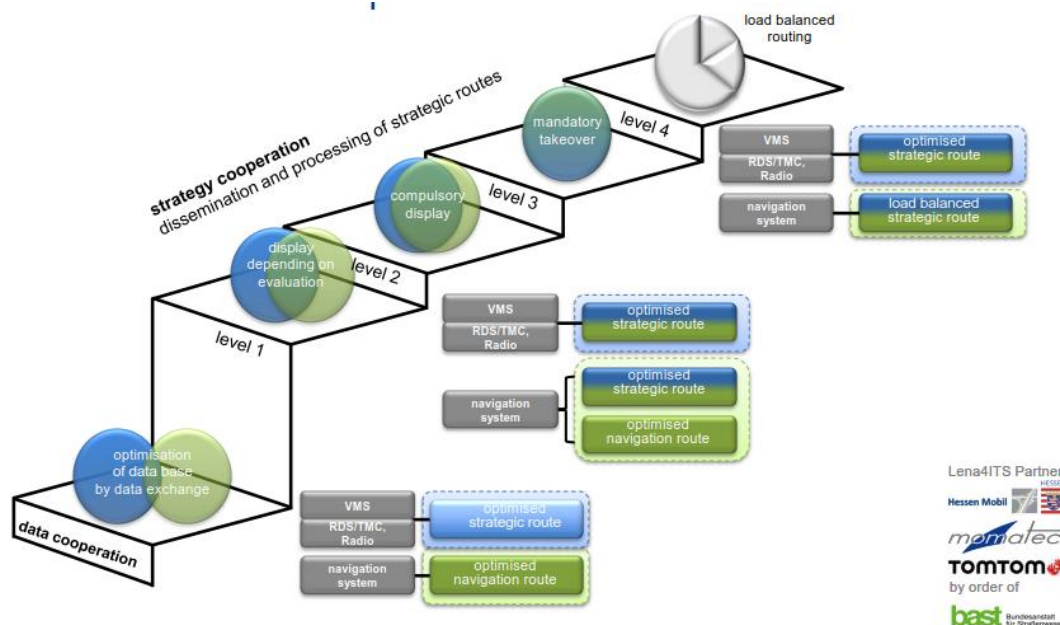 load balanced
routing
strategy cooperation
dissemination and processing of strategic routes
mandatory
takeover
level 4
compulsory
display
level 3
display
depending on
evaluation
level 2
level 1
optimisation
of data base
by data exchange
data cooperation
VMS
RDS/TMC,
Radio
optimised
strategic route
navigation
system
load balanced
strategic route
VMS
RDS/TMC,
Radio
optimised
strategic route
navigation
system
optimised
strategic route
optimised
navigation route
VMS
RDS/TMC,
Radio
optimised
strategic route
navigation
system
optimised
navigation route
Lena4ITS Partner
Hessen Mobil
HESSE
momatec
TOMTOM
by order of
bast Bundesanstalt
für Straßenwese